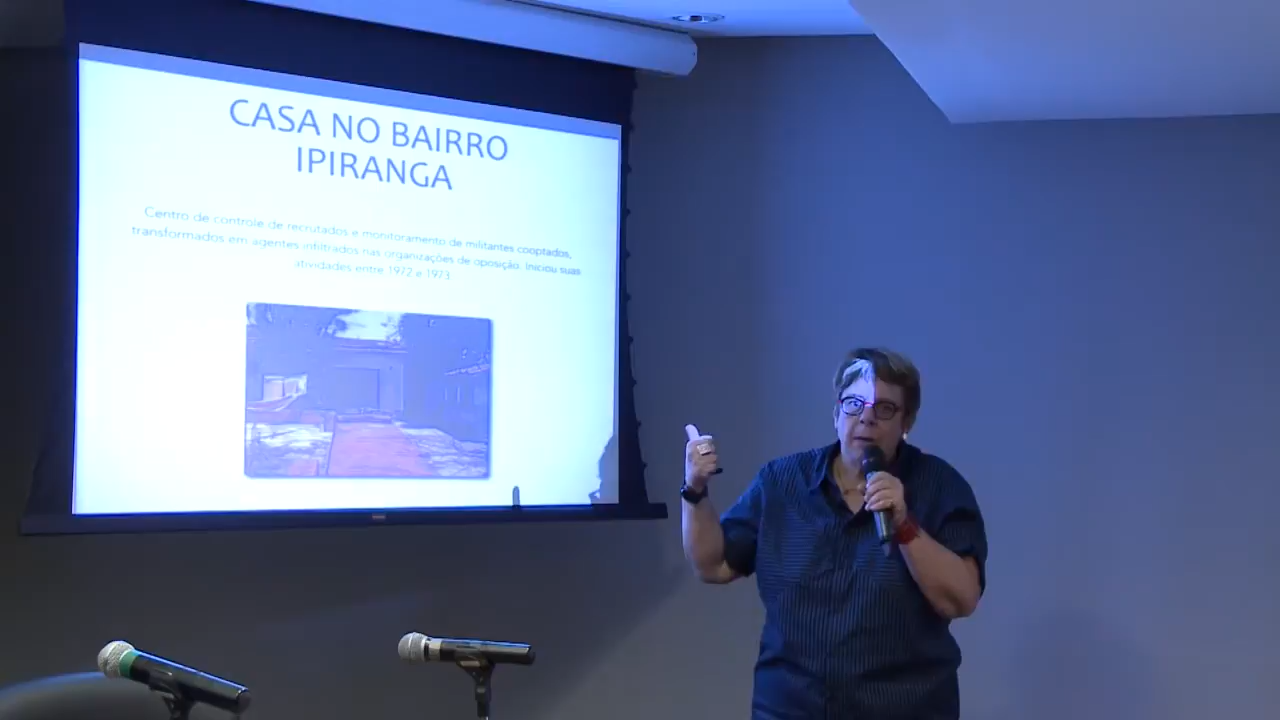 CASA NO BAIRRO
IPIRANGA
Centro de controle de recrutados e monitoramento de militantes cooptados,
transformados em agentes infiltrados nas organizações de oposição. Iniciou suas
atividades entre 1972 e 1973